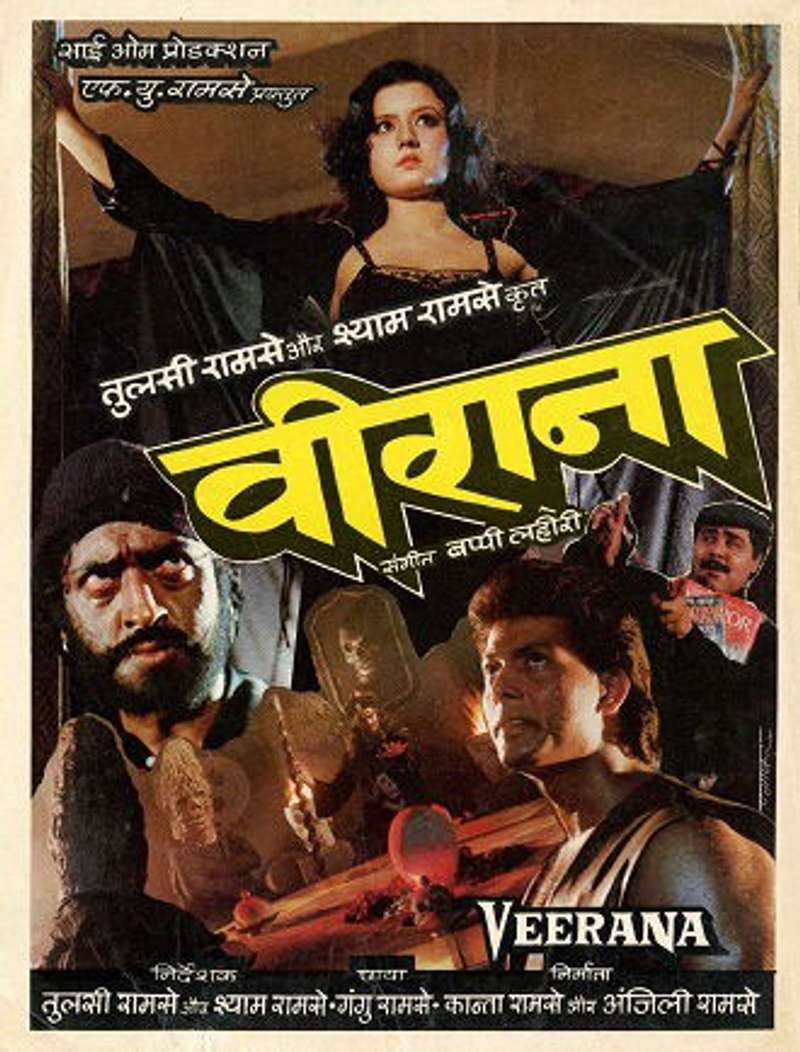 साई ओम प्रोडक्शन
एफ.यु.रामसे प्रस्तुत
तुलसी रामसे और श्याम रामसे कृत
वीराना
संगीत बप्पी लहरी
VEERANA
निर्देशक छाया निर्माता
तुलसी रामसे और श्याम रामसे • गंगु रामसे • कान्ता रामसे और अंजिली रामसे